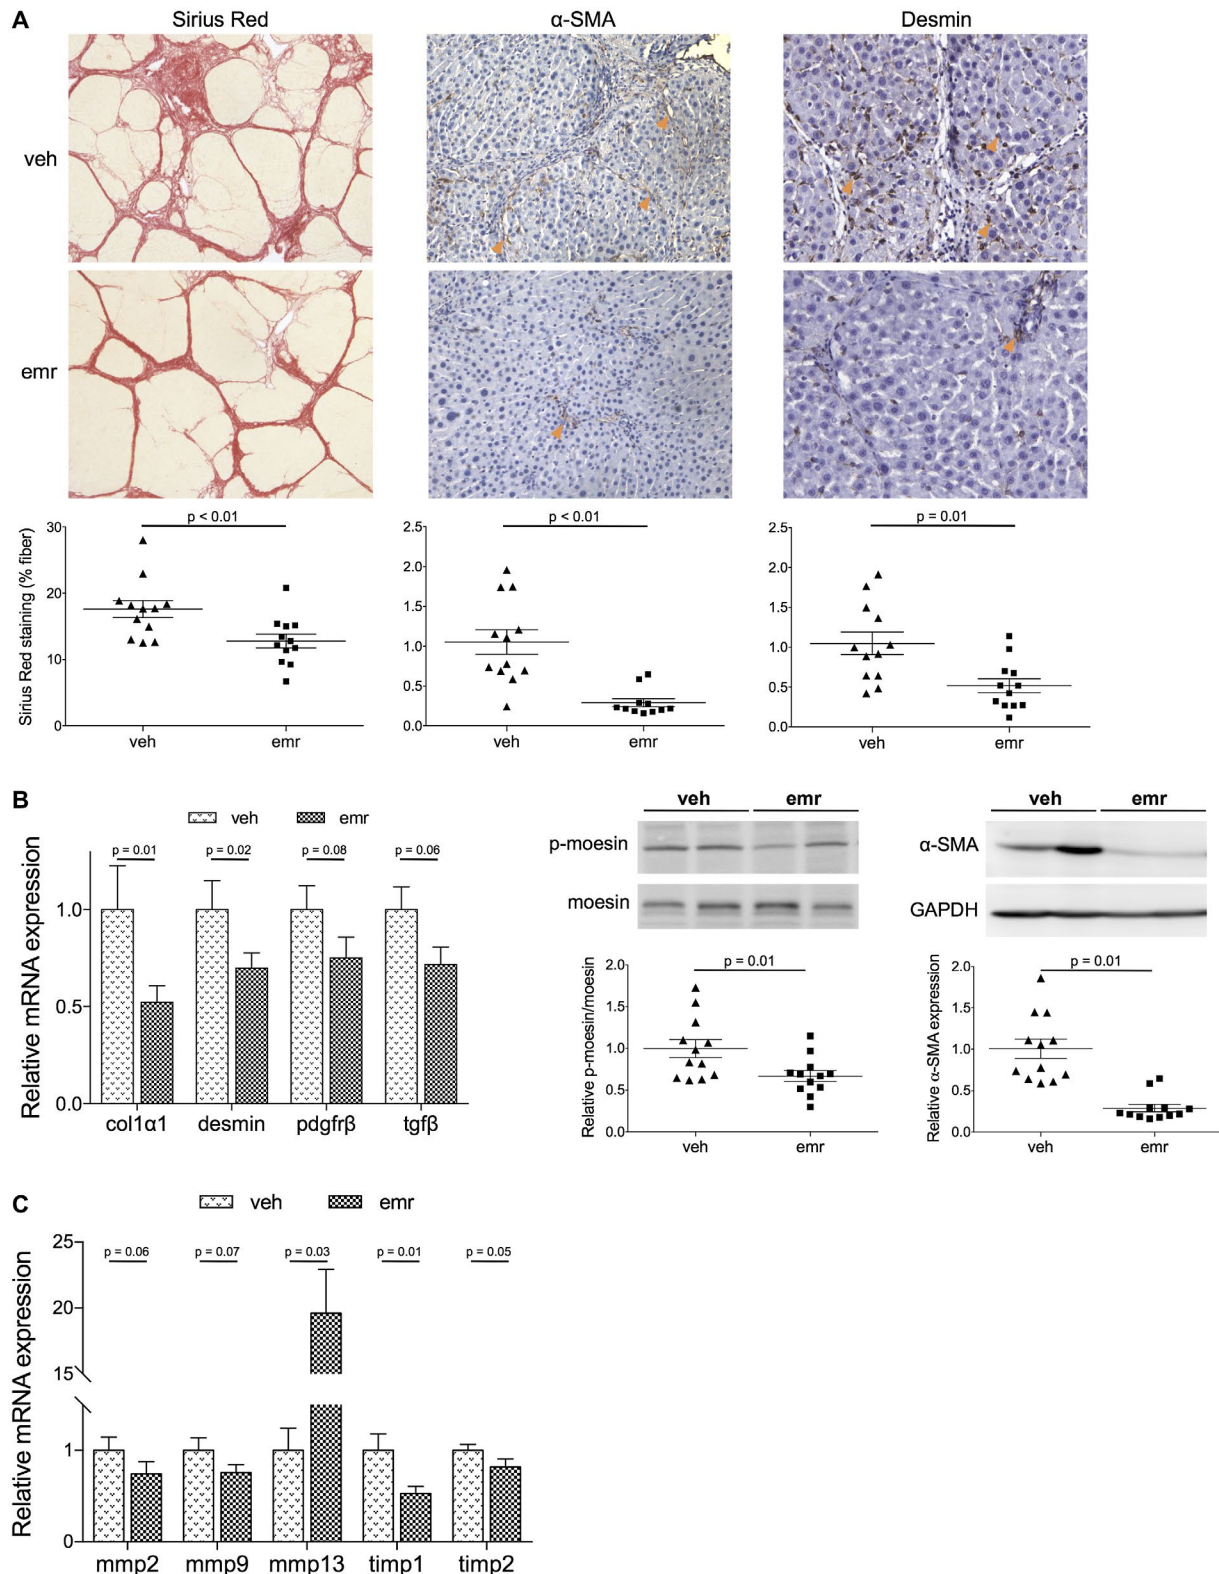 A
Sirius Red
α-SMA
Desmin
veh
emr
Sirius Red staining (% fiber)
30
20
10
0
p < 0.01
veh
emr
2.5
2.0
1.5
1.0
0.5
0.0
p < 0.01
veh
emr
2.5
2.0
1.5
1.0
0.5
0.0
p = 0.01
veh
emr
B
veh
emr
Relative mRNA expression
1.0
0.5
0.0
p = 0.01
p = 0.02
p = 0.08
p = 0.06
col1α1
desmin
pdgfrβ
tgfβ
veh
emr
p-moesin
moesin
Relative p-moesin/moesin
2.0
1.5
1.0
0.5
0.0
p = 0.01
veh
emr
veh
emr
α-SMA
GAPDH
Relative α-SMA expression
2.0
1.5
1.0
0.5
0.0
p = 0.01
veh
emr
C
veh
emr
Relative mRNA expression
25
20
15
1
0
p = 0.06
p = 0.07
p = 0.03
p = 0.01
p = 0.05
mmp2
mmp9
mmp13
timp1
timp2